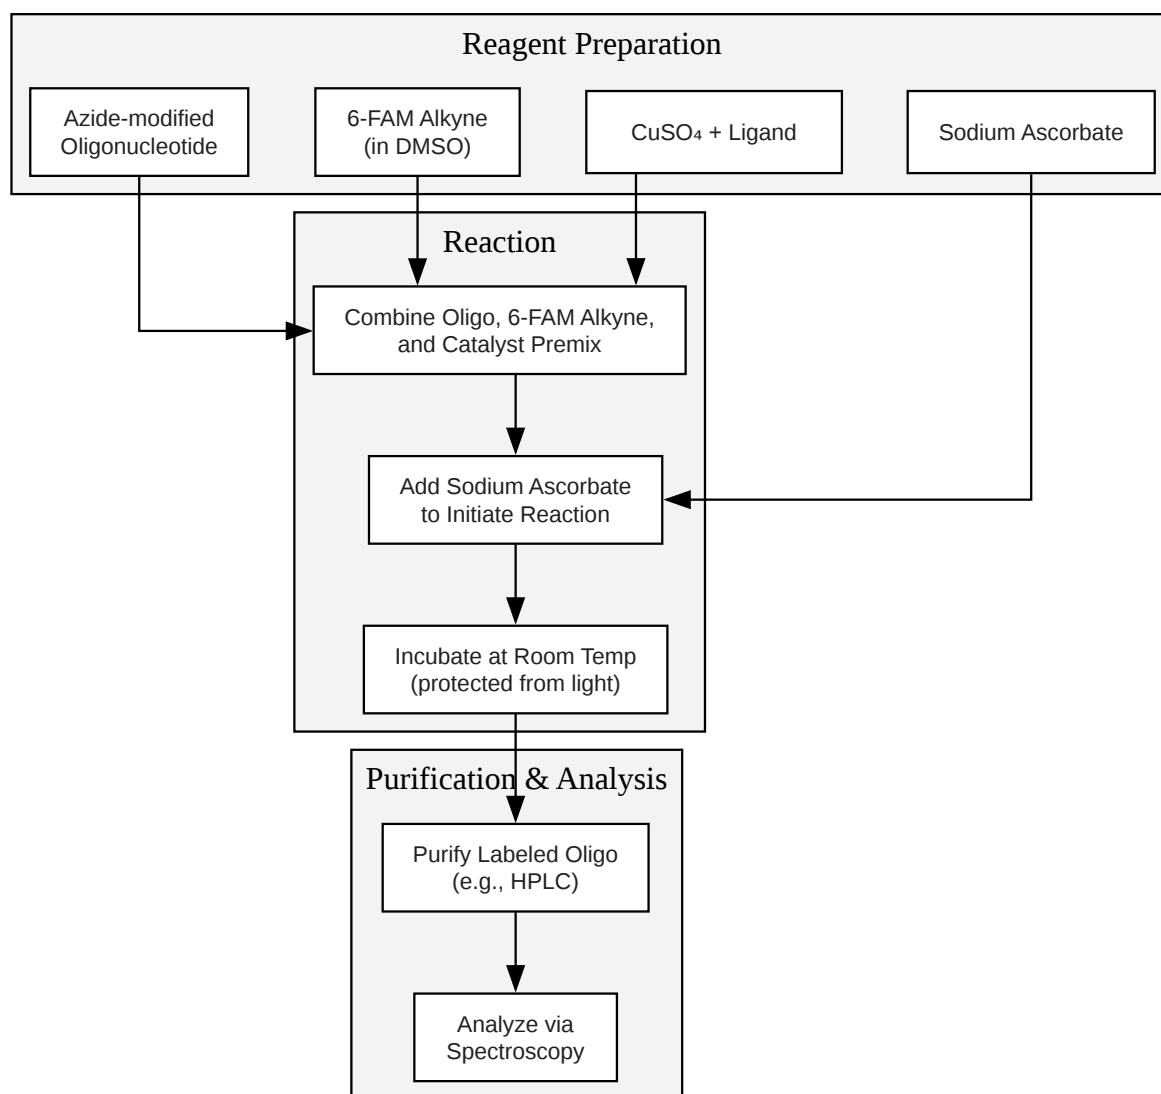 Reagent Preparation
Azide-modified
Oligonucleotide
6-FAM Alkyne
(in DMSO)
CuSO₄ + Ligand
Sodium Ascorbate
Reaction
Combine Oligo, 6-FAM Alkyne,
and Catalyst Premix
Add Sodium Ascorbate
to Initiate Reaction
Incubate at Room Temp
(protected from light)
Purification & Analysis
Purify Labeled Oligo
(e.g., HPLC)
Analyze via
Spectroscopy